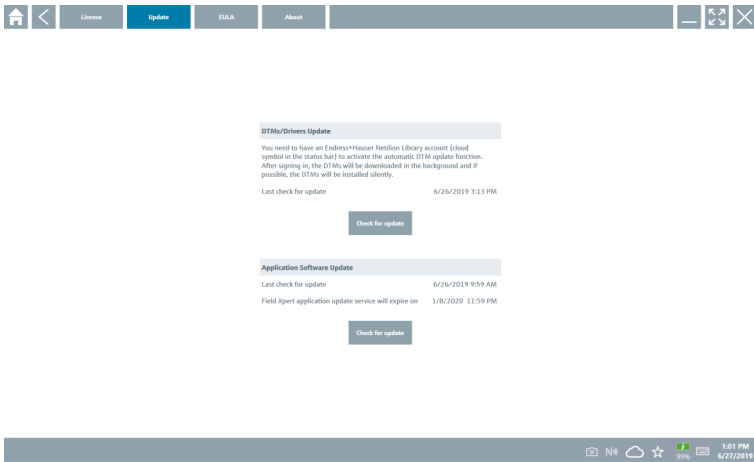 License
Update
EULA
About
DTMs/Drivers Update
You need to have an Endress+Hauser Netilion Library account (cloud
symbol in the status bar) to activate the automatic DTM update function.
After signing in, the DTMs will be downloaded in the background and if
possible, the DTMs will be installed silently.
Last check for update 6/26/2019 3:13 PM
Check for update
Application Software Update
Last check for update 6/26/2019 9:59 AM
Field Xpert application update service will expire on 1/8/2020 11:59 PM
Check for update
99%
1:01 PM
6/27/2019